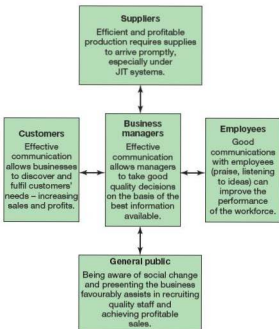 Suppliers
Efficient and profitable
production requires supplies
to arrive promptly,
especially under
JIT systems.
Customers
Effective
communication
allows businesses
to discover and
fulfil customers'
needs – increasing
sales and profits.
Business
managers
Effective
communication
allows managers
to take good
quality decisions
on the basis of the
best information
available.
Employees
Good
communications
with employees
(praise, listening
to ideas) can
improve the
performance
of the workforce.
General public
Being aware of social change
and presenting the business
favourably assists in recruiting
quality staff and
achieving profitable
sales.